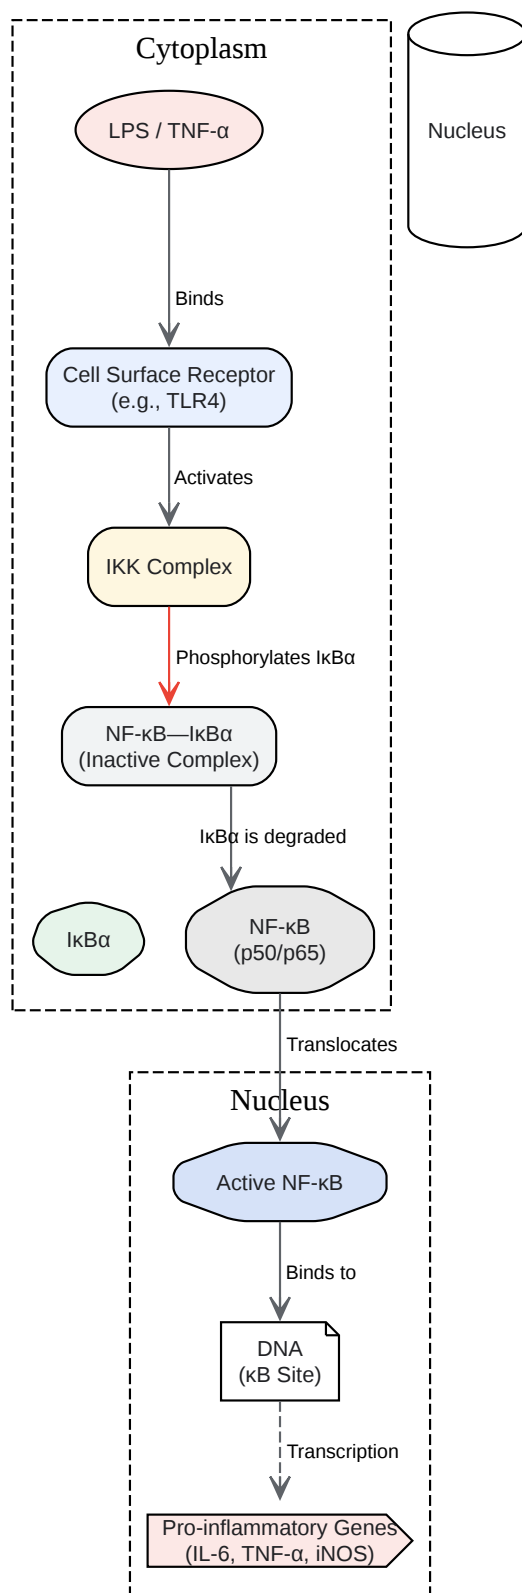 Cytoplasm
Nucleus
LPS / TNF-α
Binds
Cell Surface Receptor
(e.g., TLR4)
Activates
IKK Complex
Phosphorylates IκBα
NF-κB—IκBα
(Inactive Complex)
IκBα is degraded
IκBα
NF-κB
(p50/p65)
Translocates
Nucleus
Active NF-κB
Binds to
DNA
(κB Site)
Transcription
Pro-inflammatory Genes
(IL-6, TNF-α, iNOS)